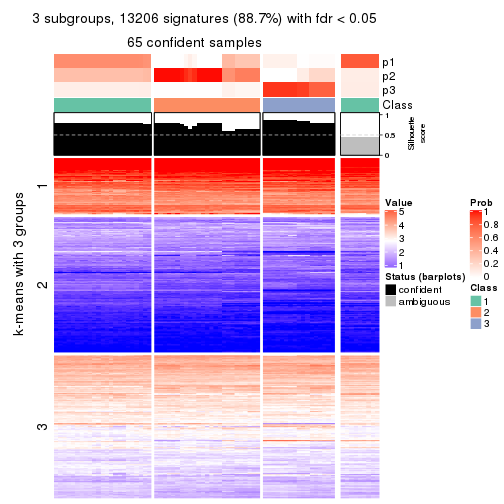 3 subgroups, 13206 signatures (88.7%) with fdr < 0.05
65 confident samples
p1
p2
p3
Class
1
0.5
0
Silhouette
score
k-means with 3 groups
1
2
3
Value
5
4
3
2
1
Status (barplots)
confident
ambiguous
Prob
1
0.8
0.6
0.4
0.2
0
Class
1
2
3